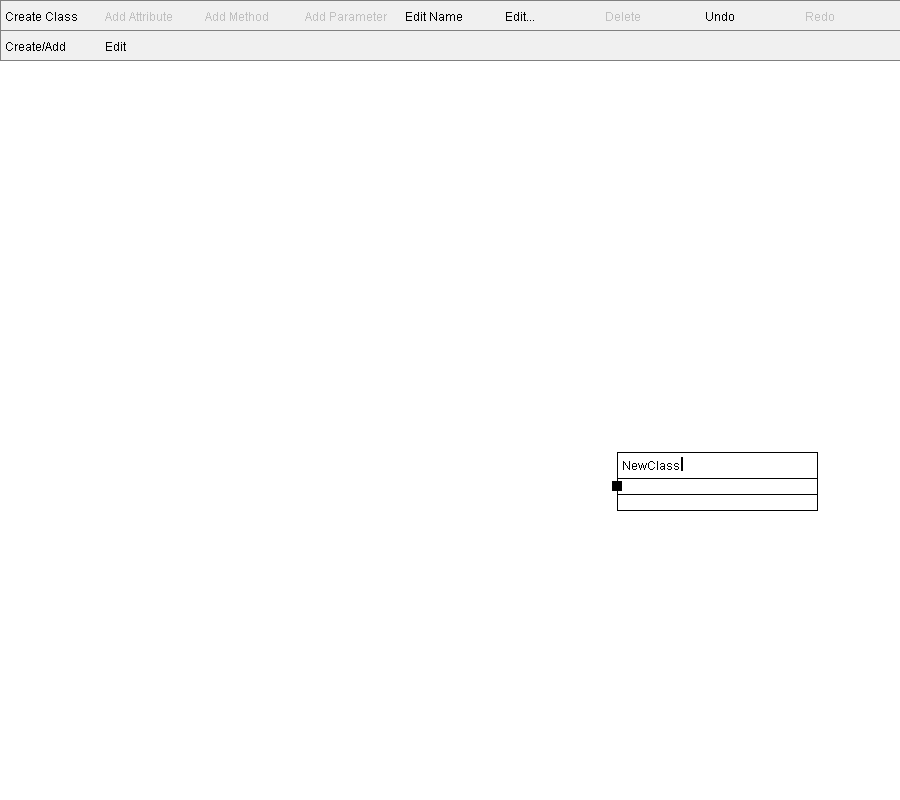 Create Class Add Attribute Add Method Add Parameter Edit Name Edit... Delete Undo Redo
Create/Add Edit
NewClass